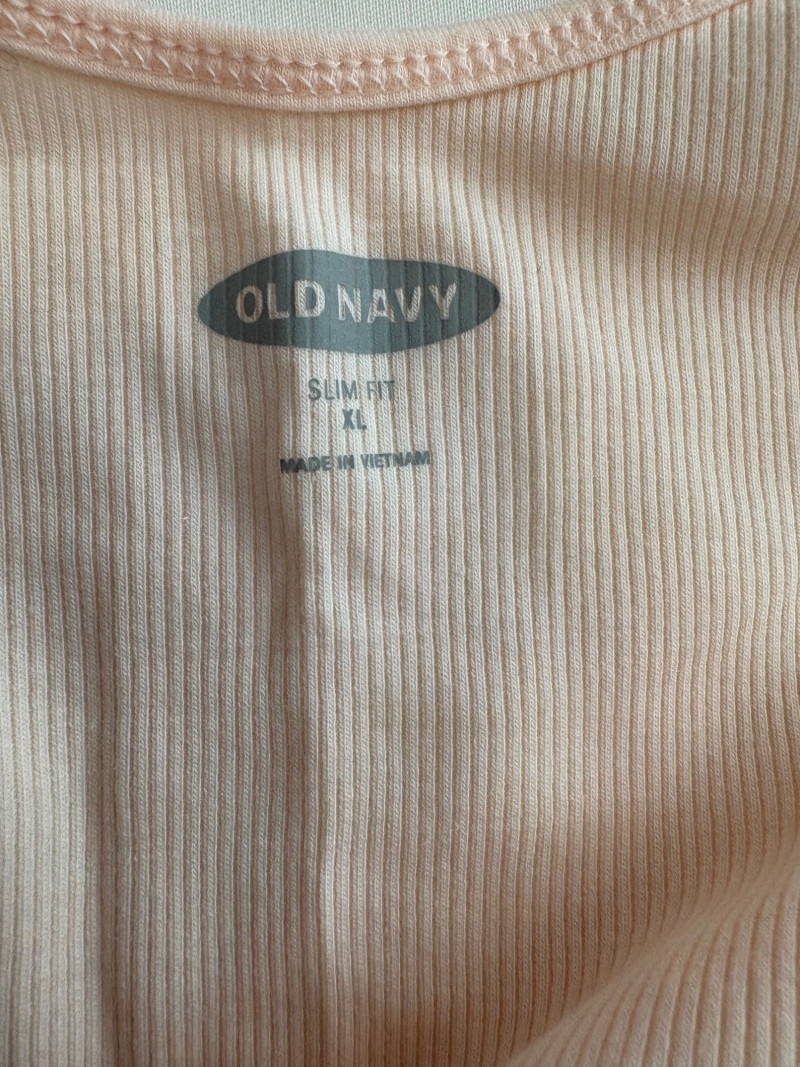 OLD NAVY
SLIM FIT
XL
MADE IN VIETNAM